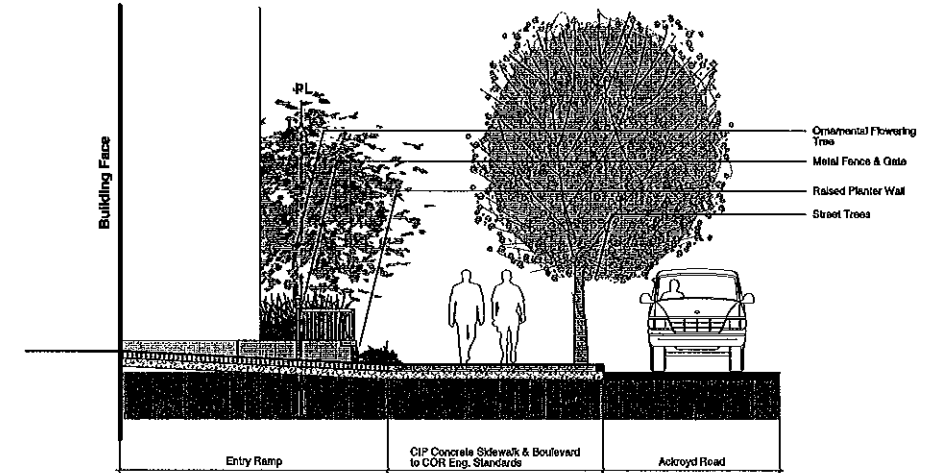 PL
Building Face
Ornamental Flowering
Tree
Metal Fence & Gate
Raised Planter Wall
Street Trees
Entry Ramp
CIP Concrete Sidewalk & Boulevard
to COR Eng. Standards
Ackroyd Road